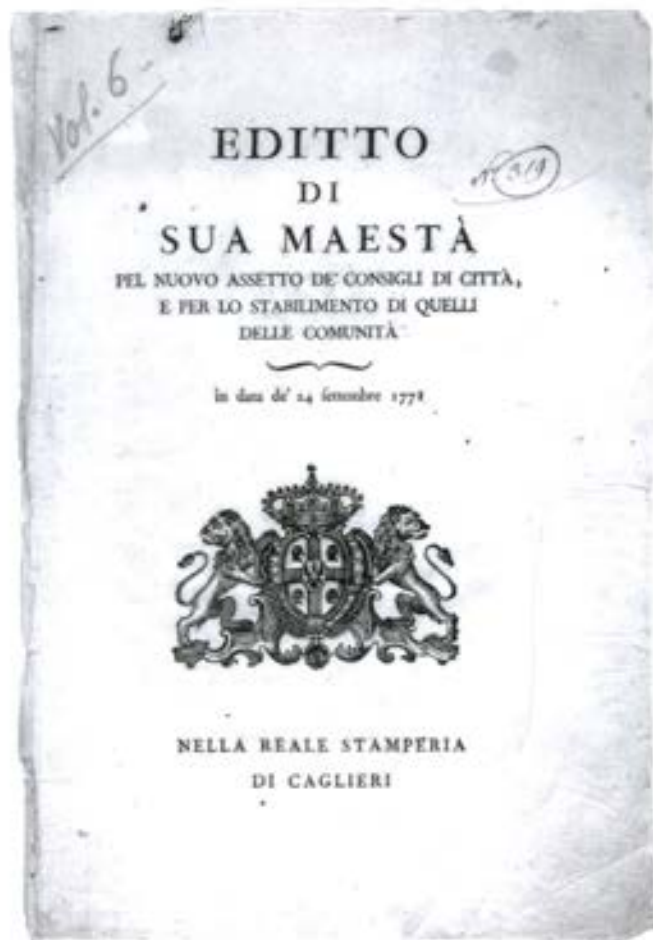 Vol. 6
EDITTO
DI
SUA MAESTÀ
PEL NUOVO ASSETTO DE' CONSIGLI DI CITTÀ,
E PER LO STABILIMENTO DI QUELLI
DELLE COMUNITÀ
in data de' 24 settembre 177
NELLA REALE STAMPERIA
DI CAGLIERI